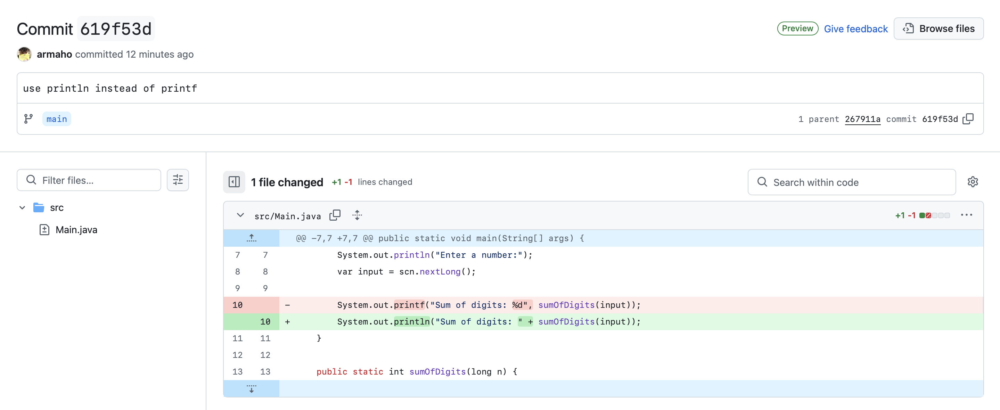 Commit 619f53d
Preview Give feedback Browse files
armaho committed 12 minutes ago
use println instead of printf
main
1 parent 267911a commit 619f53d
Filter files...
src
Main.java
1 file changed +1 -1 lines changed
Search within code
src/Main.java
+1 -1
@@ -7,7 +7,7 @@ public static void main(String[] args) {
7 7 System.out.println("Enter a number:");
8 8 var input = scn.nextLong();
9 9
10 - System.out.printf("Sum of digits: %d", sumOfDigits(input));
10 + System.out.println("Sum of digits: " + sumOfDigits(input));
11 11 }
12 12
13 13 public static int sumOfDigits(long n) {